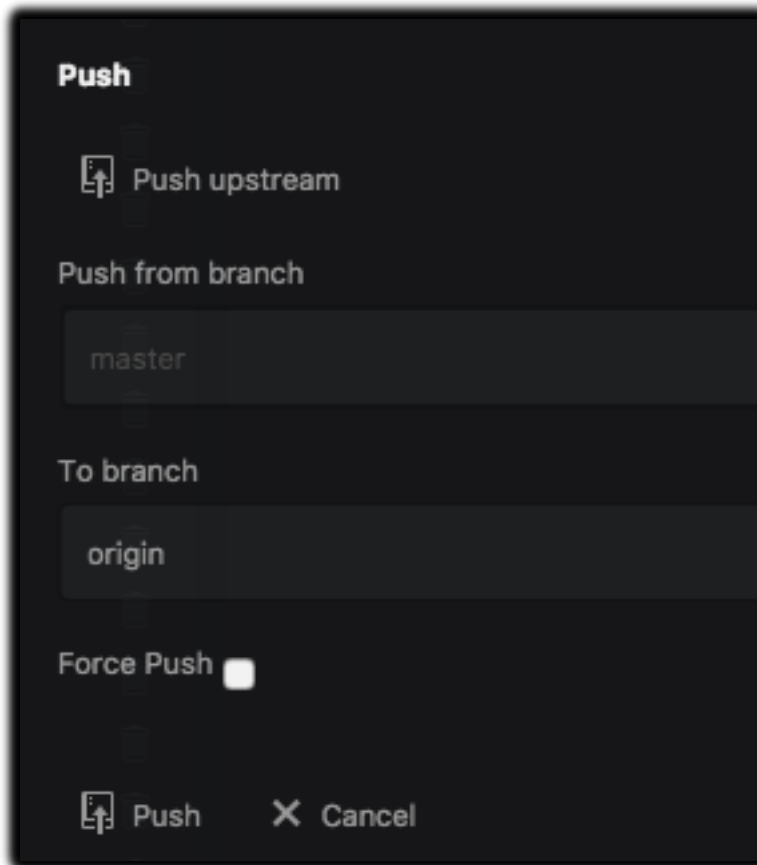 Push
Push upstream
Push from branch
master
To branch
origin
Force Push
Push Cancel